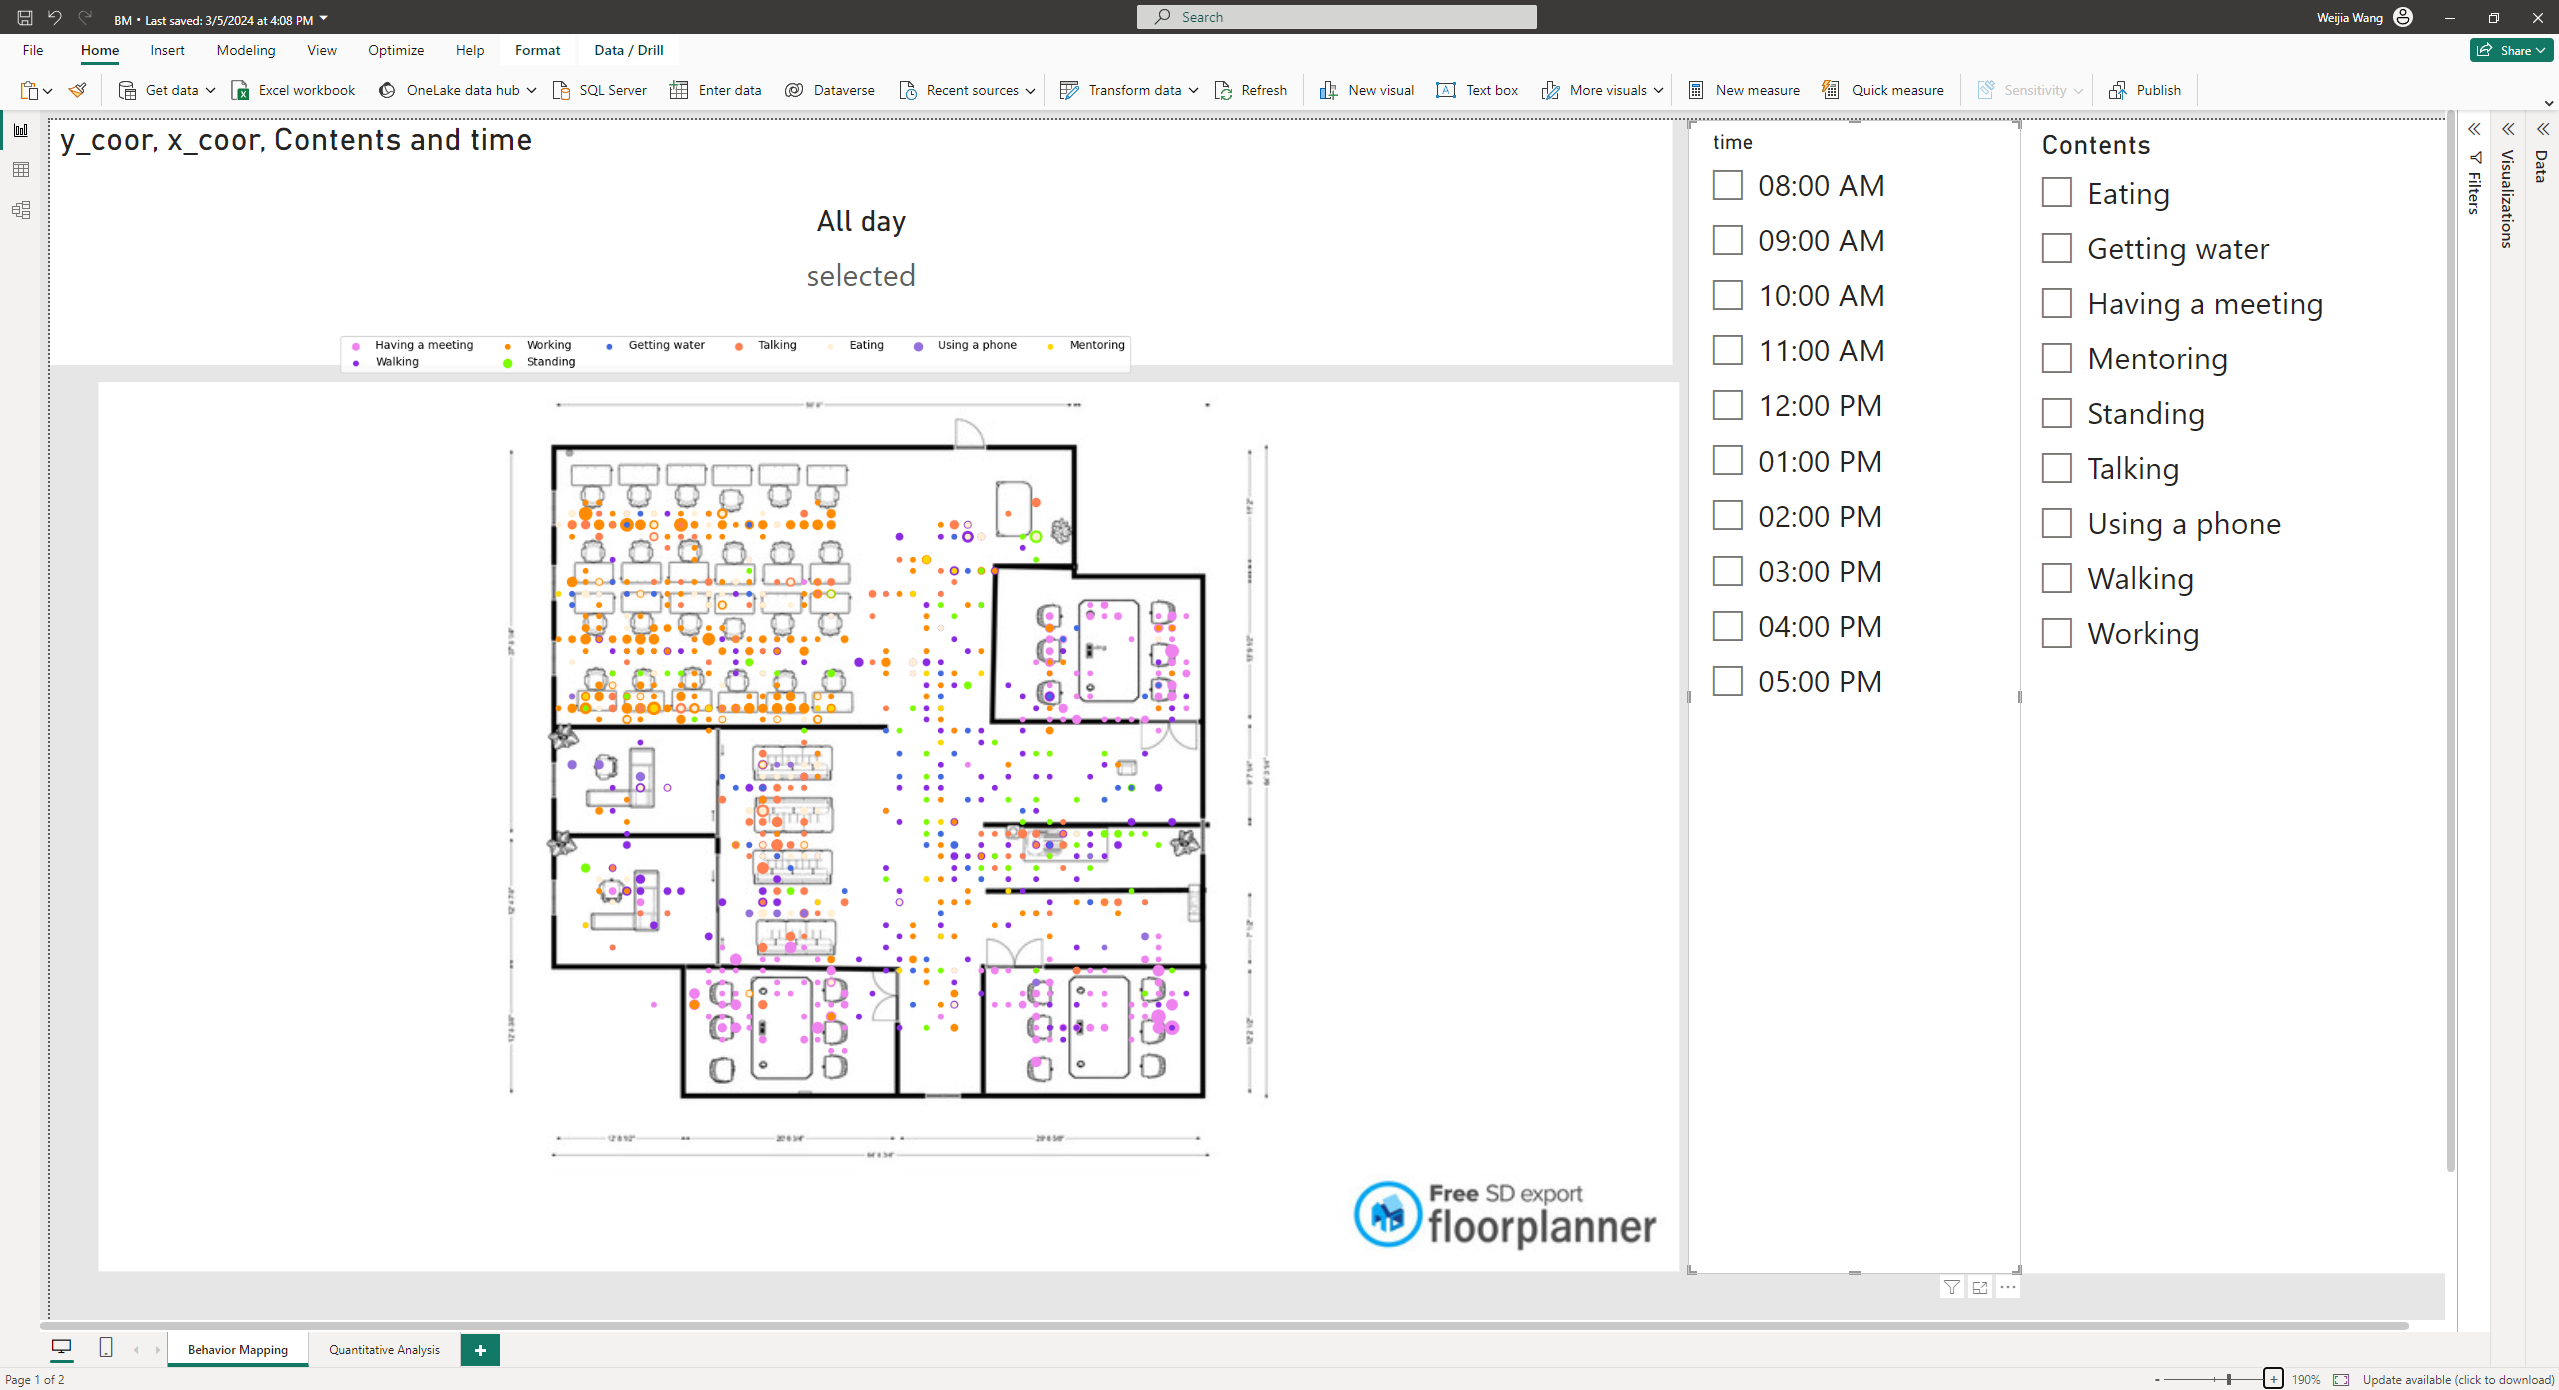 BM • Last saved: 3/5/2024 at 4:08 PM
Search
Weijia Wang
File
Home
Insert
Modeling
View
Optimize
Help
Format
Data / Drill
Share
Get data
Excel workbook
OneLake data hub
SQL Server
Enter data
Dataverse
Recent sources
Transform data
Refresh
New visual
Text box
More visuals
New measure
Quick measure
Sensitivity
Publish
y_coor, x_coor, Contents and time
All day
selected
Having a meeting
Working
Getting water
Talking
Eating
Using a phone
Mentoring
Walking
Standing
Free SD export
floorplanner
time
08:00 AM
09:00 AM
10:00 AM
11:00 AM
12:00 PM
01:00 PM
02:00 PM
03:00 PM
04:00 PM
05:00 PM
Contents
Eating
Getting water
Having a meeting
Mentoring
Standing
Talking
Using a phone
Walking
Working
Filters
Visualizations
Data
Behavior Mapping
Quantitative Analysis
Page 1 of 2
190%
Update available (click to download)